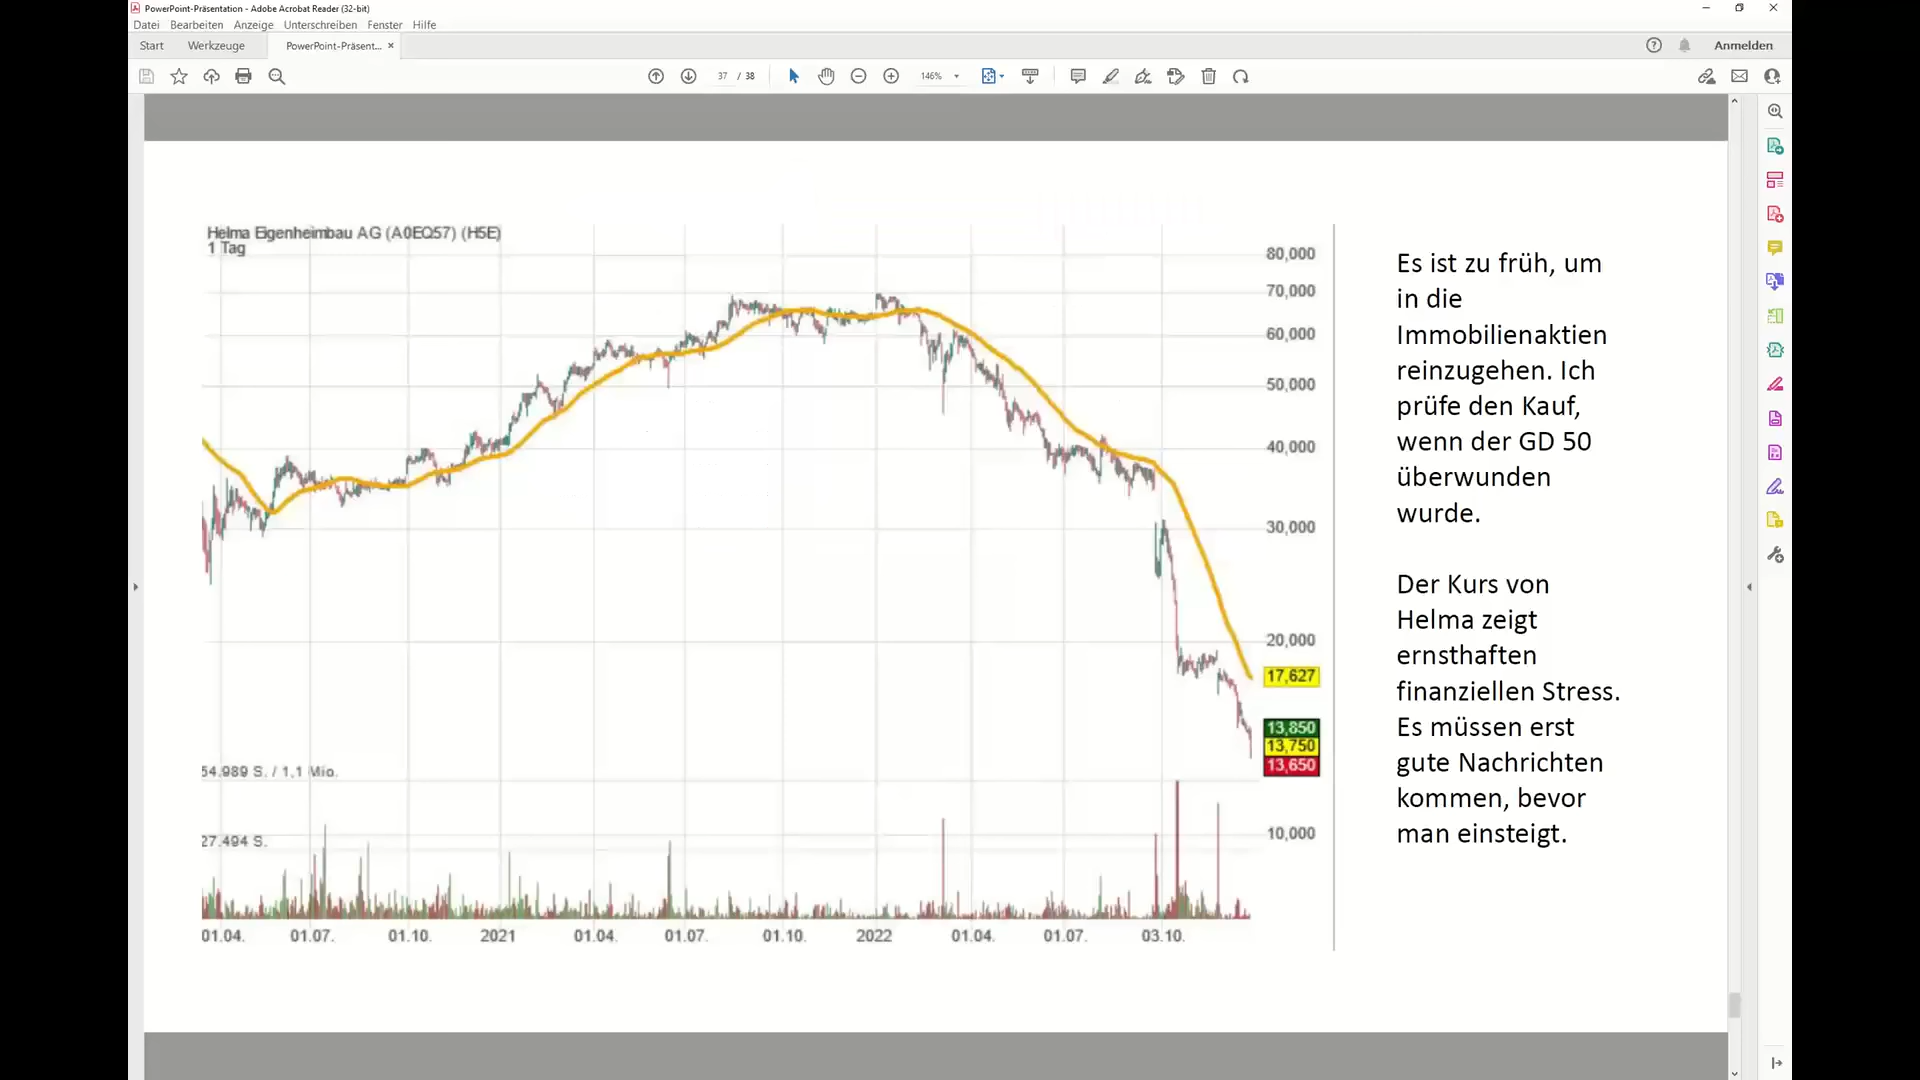 PowerPoint-Präsentation - Adobe Acrobat Reader (32-bit)
Datei Bearbeiten Anzeige Unterschreiben Fenster Hilfe
Start Werkzeuge PowerPoint-Präsent... ×
Anmelden
37 / 38
146%
Helma Eigenheimbau AG (A0EQ57) (H5E)
1 Tag
80,000
70,000
60,000
50,000
40,000
30,000
20,000
17,627
13,850
13,750
13,650
10,000
54.989 S. / 1,1 Mio.
27.494 S.
01.04. 01.07. 01.10. 2021 01.04. 01.07. 01.10. 2022 01.04. 01.07. 03.10.
Es ist zu früh, um
in die
Immobilienaktien
reinzugehen. Ich
prüfe den Kauf,
wenn der GD 50
überwunden
wurde.
Der Kurs von
Helma zeigt
ernsthaften
finanziellen Stress.
Es müssen erst
gute Nachrichten
kommen, bevor
man einsteigt.